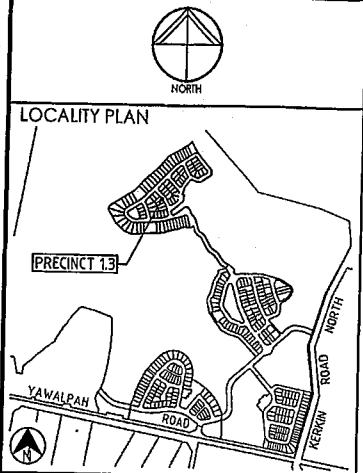 NORTH
LOCALITY PLAN
PRECINCT 1.3
YAWALPAH ROAD
KERKIN ROAD NORTH
N